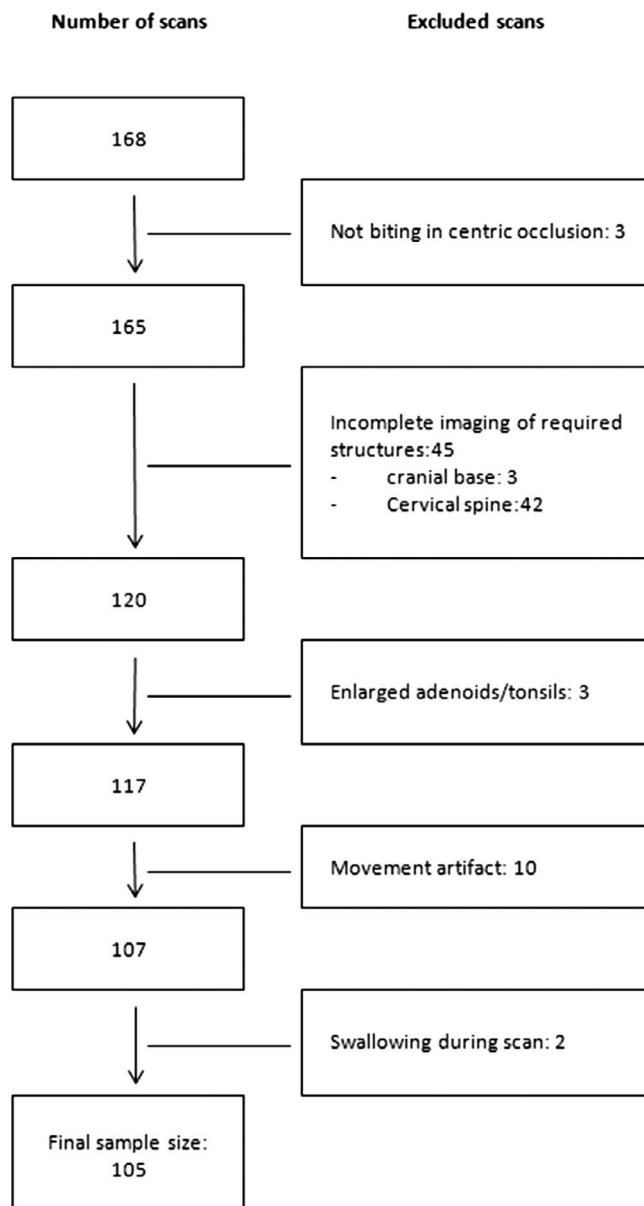 Number of scans
Excluded scans
168
Not biting in centric occlusion: 3
165
Incomplete imaging of required
structures:45
- cranial base: 3
- Cervical spine:42
120
Enlarged adenoids/tonsils: 3
117
Movement artifact: 10
107
Swallowing during scan: 2
Final sample size:
105